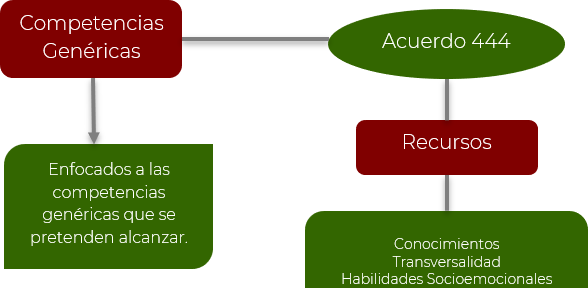 Competencias
Genéricas
Acuerdo 444
Recursos
Enfocados a las
competencias
genéricas que se
pretenden alcanzar.
Conocimientos
Transversalidad
Habilidades Socioemocionales